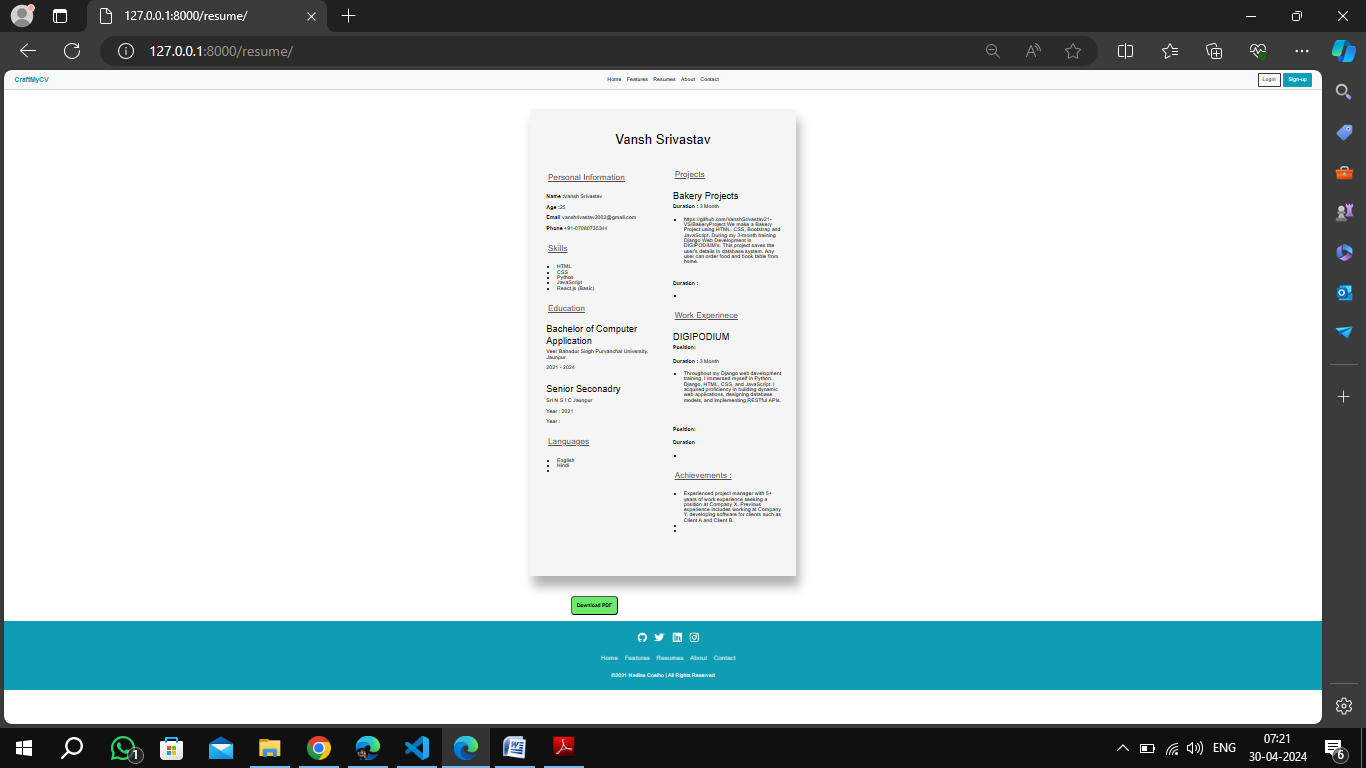 127.0.0.1:8000/resume/
127.0.0.1:8000/resume/
CraftMyCV
Home Features Resumes About Contact
Login Sign-up
Vansh Srivastav
Personal Information
Name :Vansh Srivastav
Age :25
Email vanshrivastav2003@gmail.com
Phone +91-07080735344
Skills
HTML
CSS
Python
JavaScript
React.js (Basic)
Education
Bachelor of Computer
Application
Veer Bahadur Singh Purvanchal University,
Jaunpur
2021 - 2024
Senior Seconadry
Sri N S I C Jaunpur
Year : 2021
Year :
Languages
English
Hindi
Projects
Bakery Projects
Duration : 3 Month
https://github.com/VanshSrivastav21-
VS/BakeryProject We make a Bakery
Project using HTML, CSS, Bootstrap and
JavaScript. During my 3-month training
Django Web Development in
DIGIPODIUM's. This project saves the
user's details in database system. Any
user can order food and book table from
home.
Duration :
Work Experinece
DIGIPODIUM
Position:
Duration : 3 Month
Throughout my Django web development
training, I immersed myself in Python,
Django, HTML, CSS, and JavaScript. I
acquired proficiency in building dynamic
web applications, designing database
models, and implementing RESTful APIs.
Position:
Duration
Achievements :
Experienced project manager with 5+
years of work experience seeking a
position at Company X. Previous
experience includes working at Company
Y, developing software for clients such as
Client A and Client B.
Download PDF
Home Features Resumes About Contact
©2021 Nadine Coelho | All Rights Reserved
1
ENG
07:21
30-04-2024
6